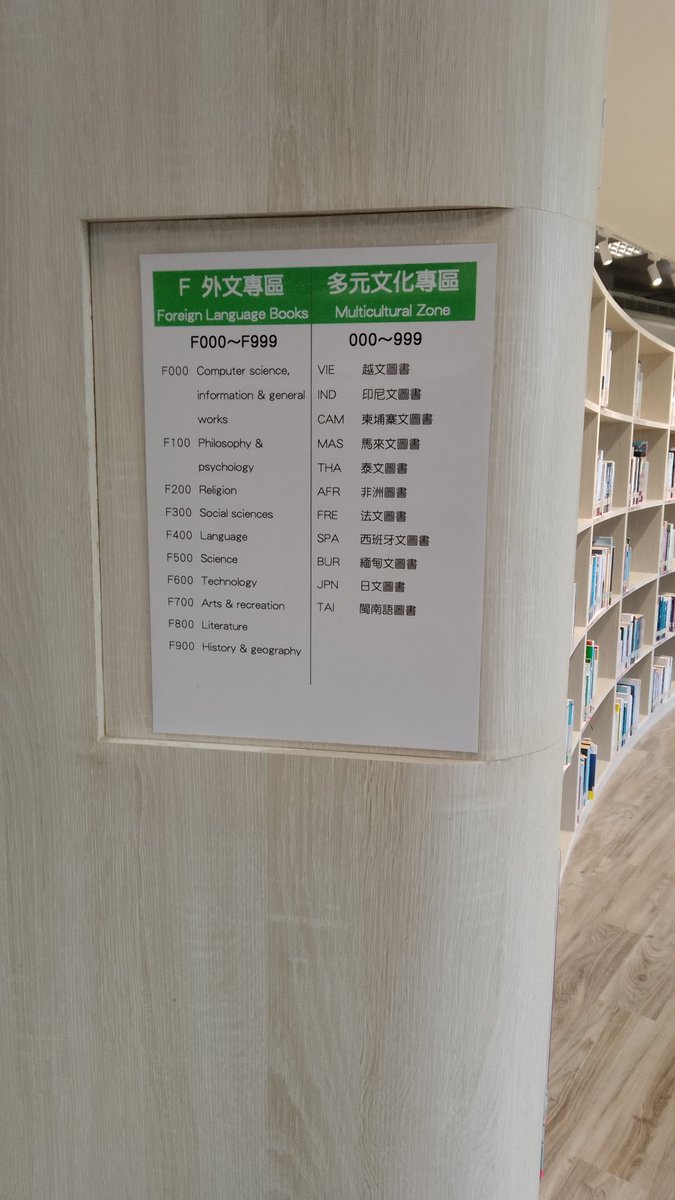 F 外文專區
Foreign Language Books
F000～F999
F000 Computer science,
information & general
works
F100 Philosophy &
psychology
F200 Religion
F300 Social sciences
F400 Language
F500 Science
F600 Technology
F700 Arts & recreation
F800 Literature
F900 History & geography
多元文化專區
Multicultural Zone
000～999
VIE 越文圖書
IND 印尼文圖書
CAM 柬埔寨文圖書
MAS 馬來文圖書
THA 泰文圖書
AFR 非洲圖書
FRE 法文圖書
SPA 西班牙文圖書
BUR 緬甸文圖書
JPN 日文圖書
TAI 閩南語圖書